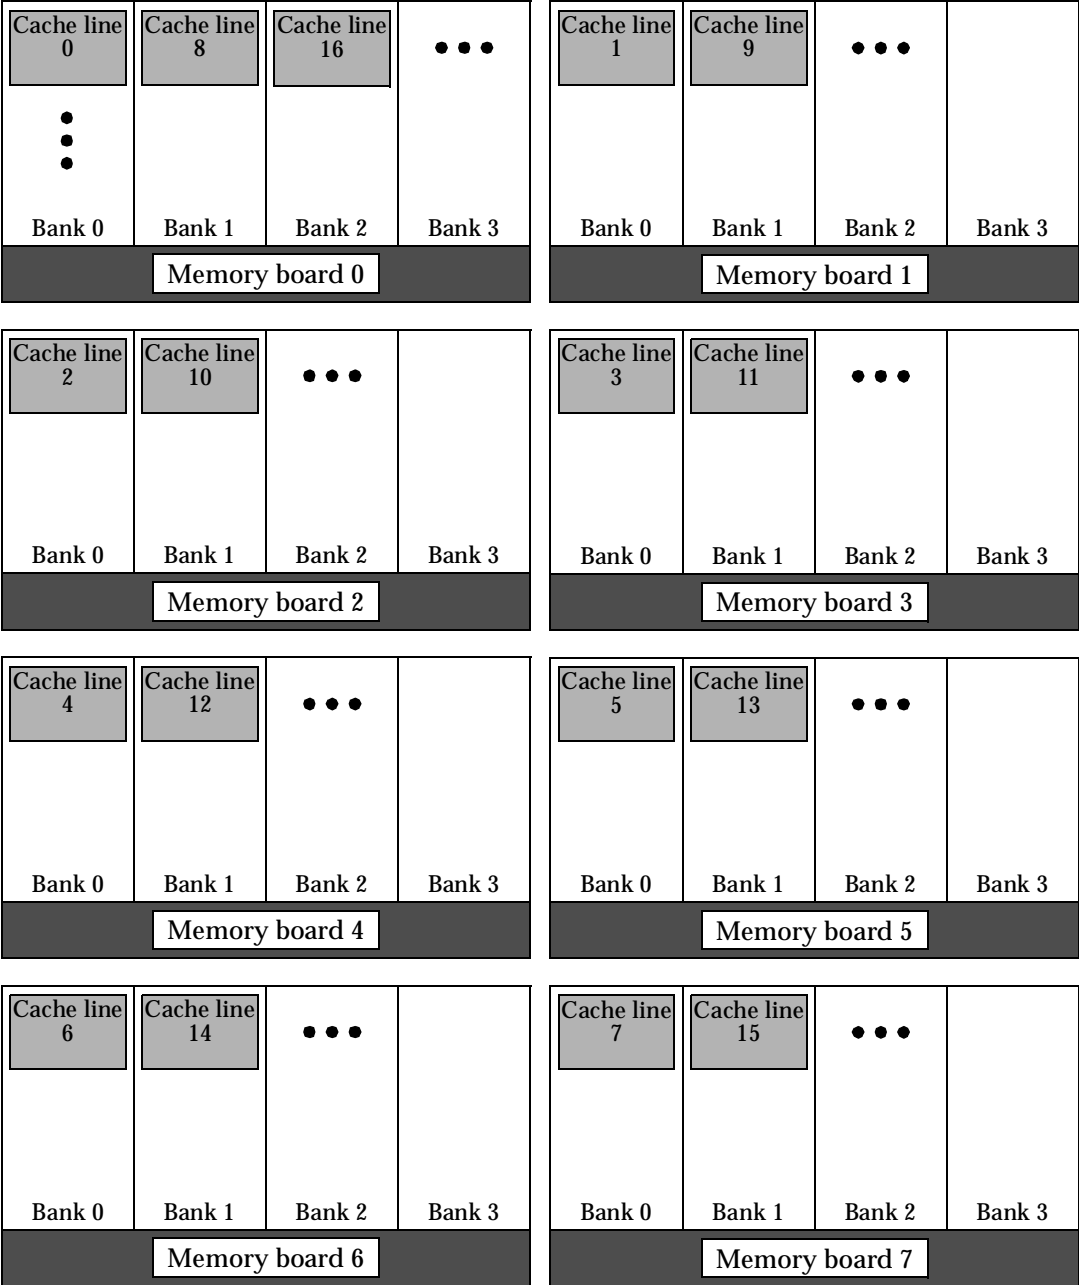 Cache line
0
Cache line
8
Cache line
16
Bank 0
Bank 1
Bank 2
Bank 3
Memory board 0
Cache line
1
Cache line
9
Bank 0
Bank 1
Bank 2
Bank 3
Memory board 1
Cache line
2
Cache line
10
Bank 0
Bank 1
Bank 2
Bank 3
Memory board 2
Cache line
3
Cache line
11
Bank 0
Bank 1
Bank 2
Bank 3
Memory board 3
Cache line
4
Cache line
12
Bank 0
Bank 1
Bank 2
Bank 3
Memory board 4
Cache line
5
Cache line
13
Bank 0
Bank 1
Bank 2
Bank 3
Memory board 5
Cache line
6
Cache line
14
Bank 0
Bank 1
Bank 2
Bank 3
Memory board 6
Cache line
7
Cache line
15
Bank 0
Bank 1
Bank 2
Bank 3
Memory board 7